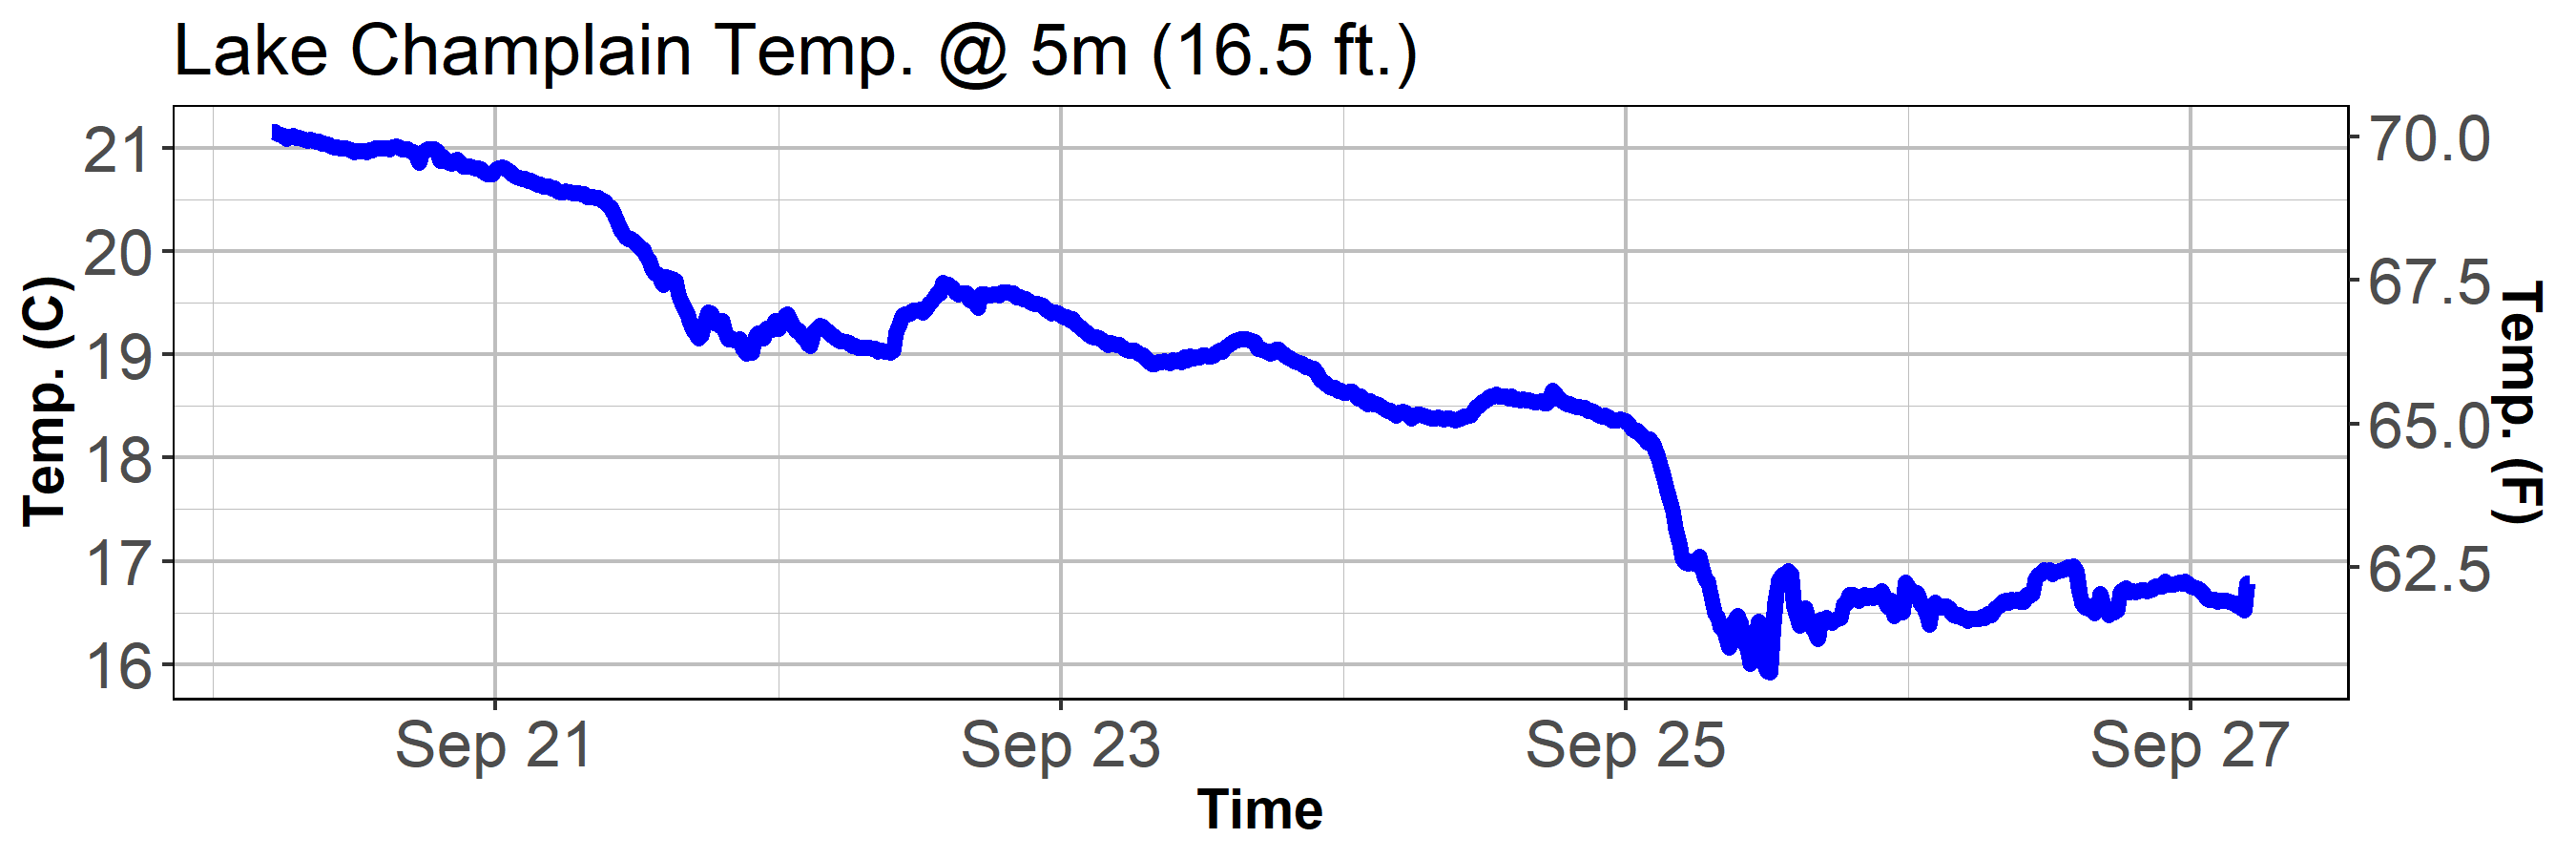 Lake Champlain Temp. @ 5m (16.5 ft.)
Temp. (C)
21
20
19
18
17
16
70.0
67.5
65.0
62.5
Temp. (F)
Sep 21 Sep 23 Sep 25 Sep 27
Time